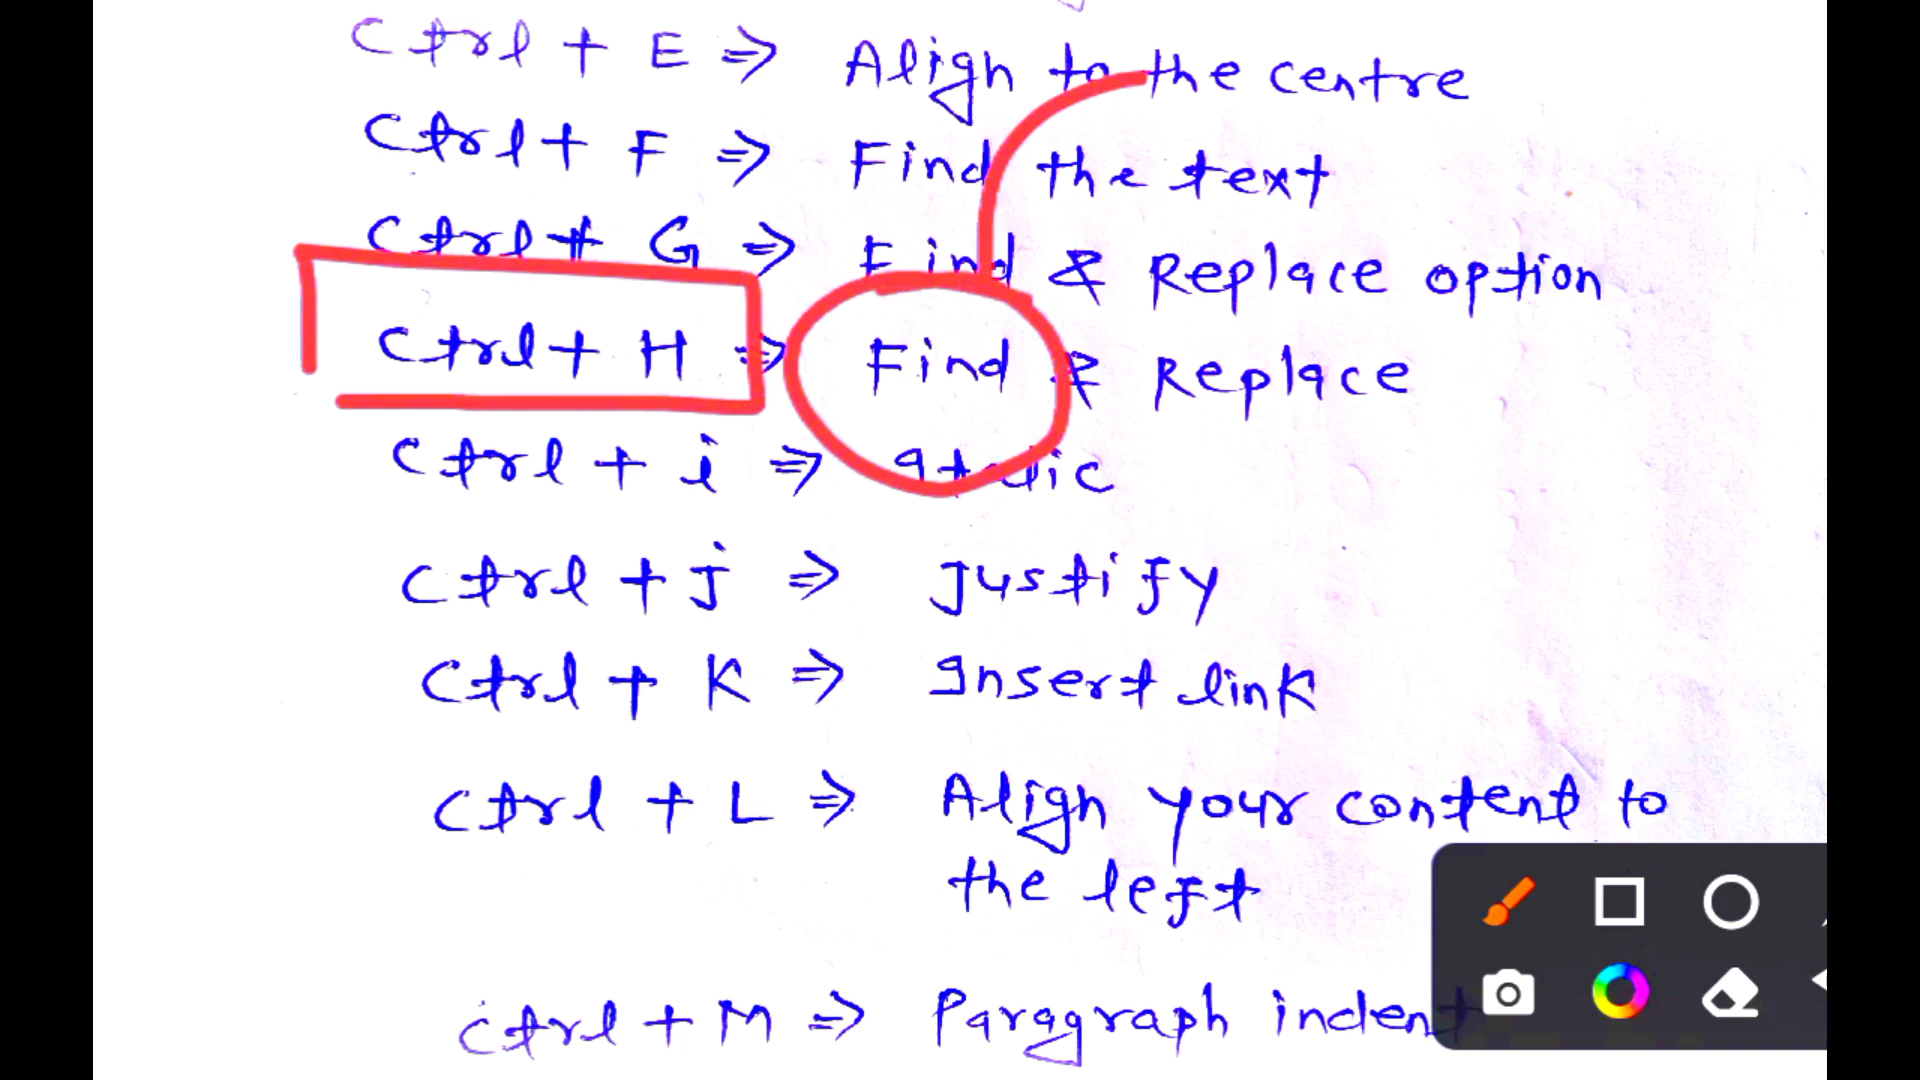 Ctrl + E ⇒ Align to the centre
Ctrl + F ⇒ Find the text
Ctrl + G ⇒ Find & Replace option
Ctrl + H ⇒ Find & Replace
Ctrl + i ⇒ Italic
Ctrl + j ⇒ Justify
Ctrl + K ⇒ Insert link
Ctrl + L ⇒ Align your content to
the left
Ctrl + M ⇒ Paragraph indent